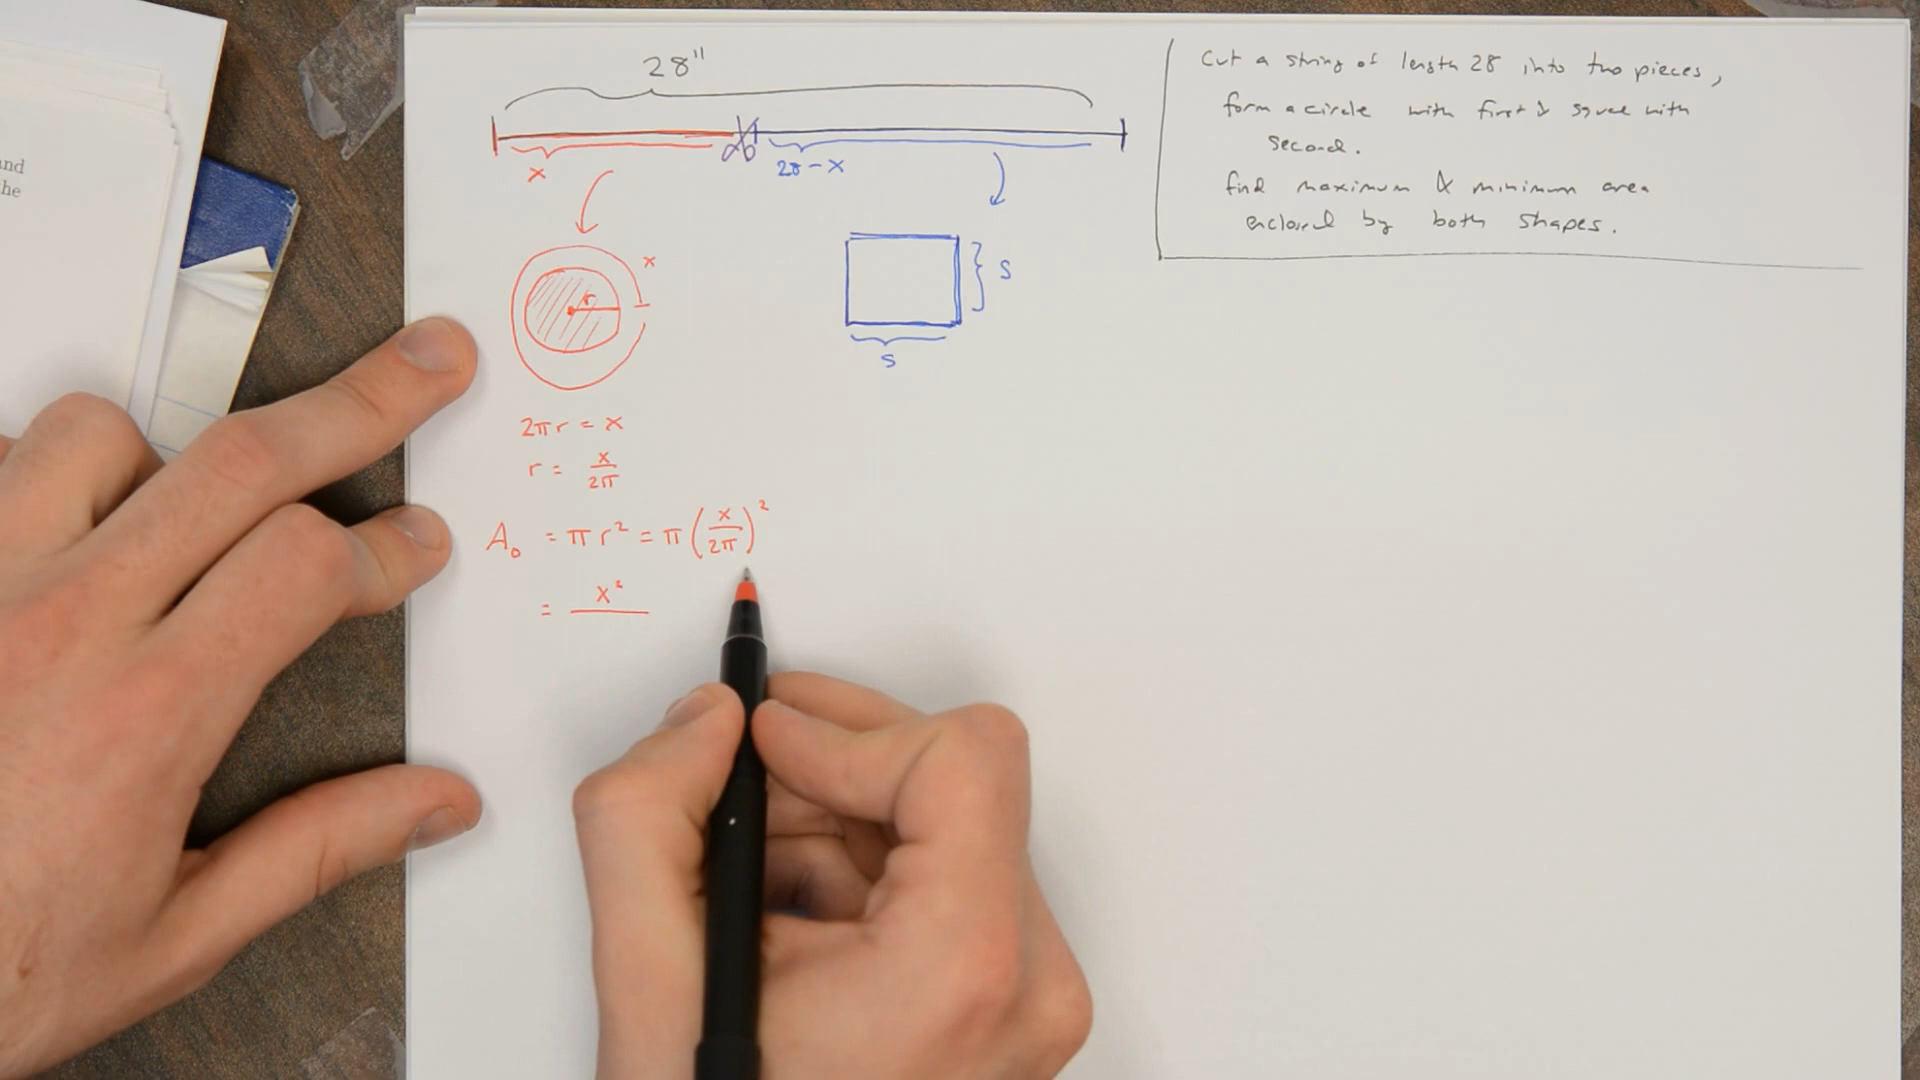 and
the
28"
x
28-x
Cut a string of length 28 into two pieces,
form a circle with first & square with
second.
find maximum & minimum area
enclosed by both shapes.
x
r
s
s
2πr = x
r = x/2π
A○ = πr² = π(x/2π)²
= x²/